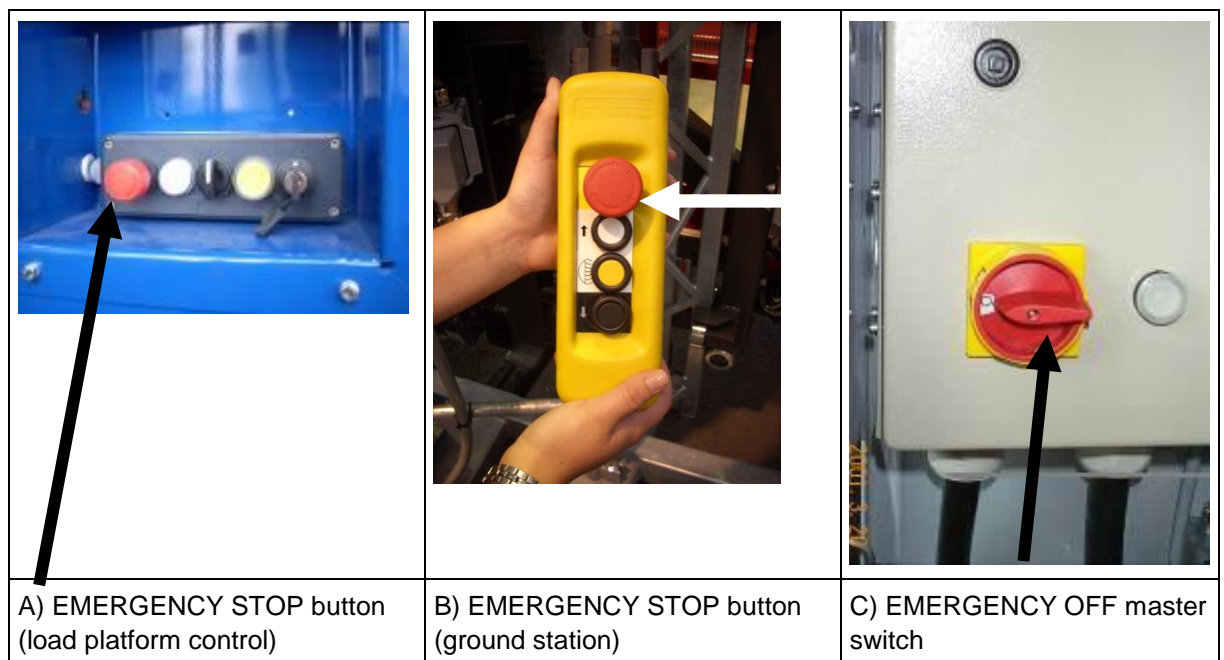 A) EMERGENCY STOP button
(load platform control)
B) EMERGENCY STOP button
(ground station)
C) EMERGENCY OFF master
switch